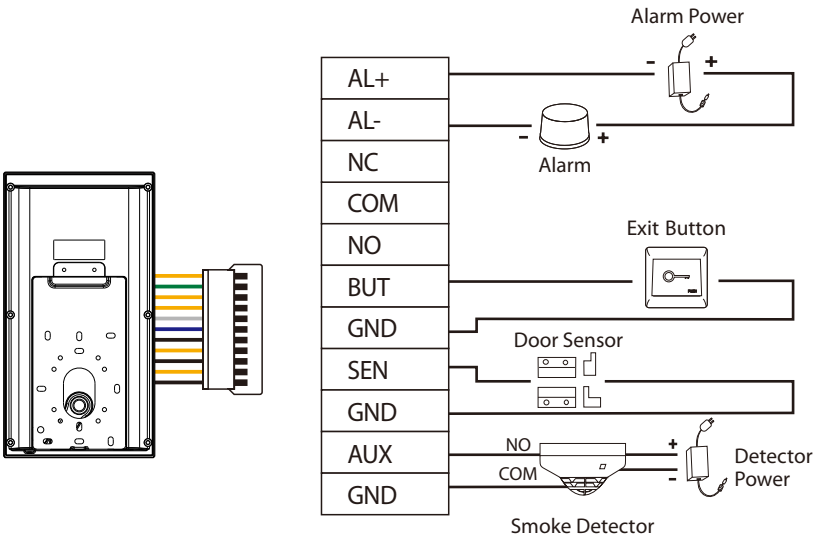 Alarm Power
- +
AL+
AL-
- +
Alarm
NC
COM
NO
Exit Button
PUSH
BUT
GND
Door Sensor
SEN
GND
AUX
NO
+
Detector
Power
COM
-
GND
Smoke Detector